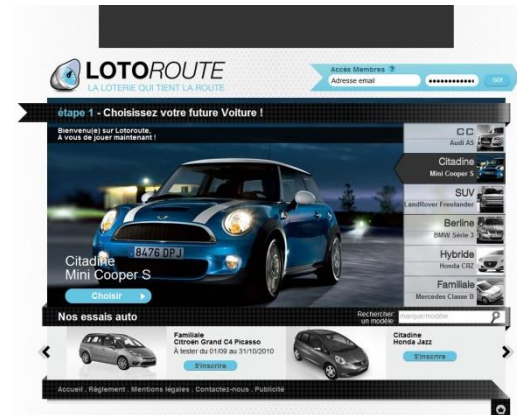 LOTOROUTE
LA LOTERIE QUI TIENT LA ROUTE
Accès Membres ?
Adresse email
GO!
étape 1 - Choisissez votre future Voiture !
Bienvenu(e) sur Lotoroute,
A vous de jouer maintenant !
CC
Audi A5
Citadine
Mini Cooper S
SUV
LandRover Freelander
Berline
BMW Série 3
Hybride
Honda CRZ
Familiale
Mercedes Classe B
8476 DPJ
Citadine
Mini Cooper S
Choisir
Nos essais auto
Rechercher
un modèle
marque/modèle
Familiale
Citroën Grand C4 Picasso
À tester du 01/09 au 31/10/2010
S'inscrire
Citadine
Honda Jazz
S'inscrire
Accueil . Règlement . Mentions légales . Contactez-nous . Publicité